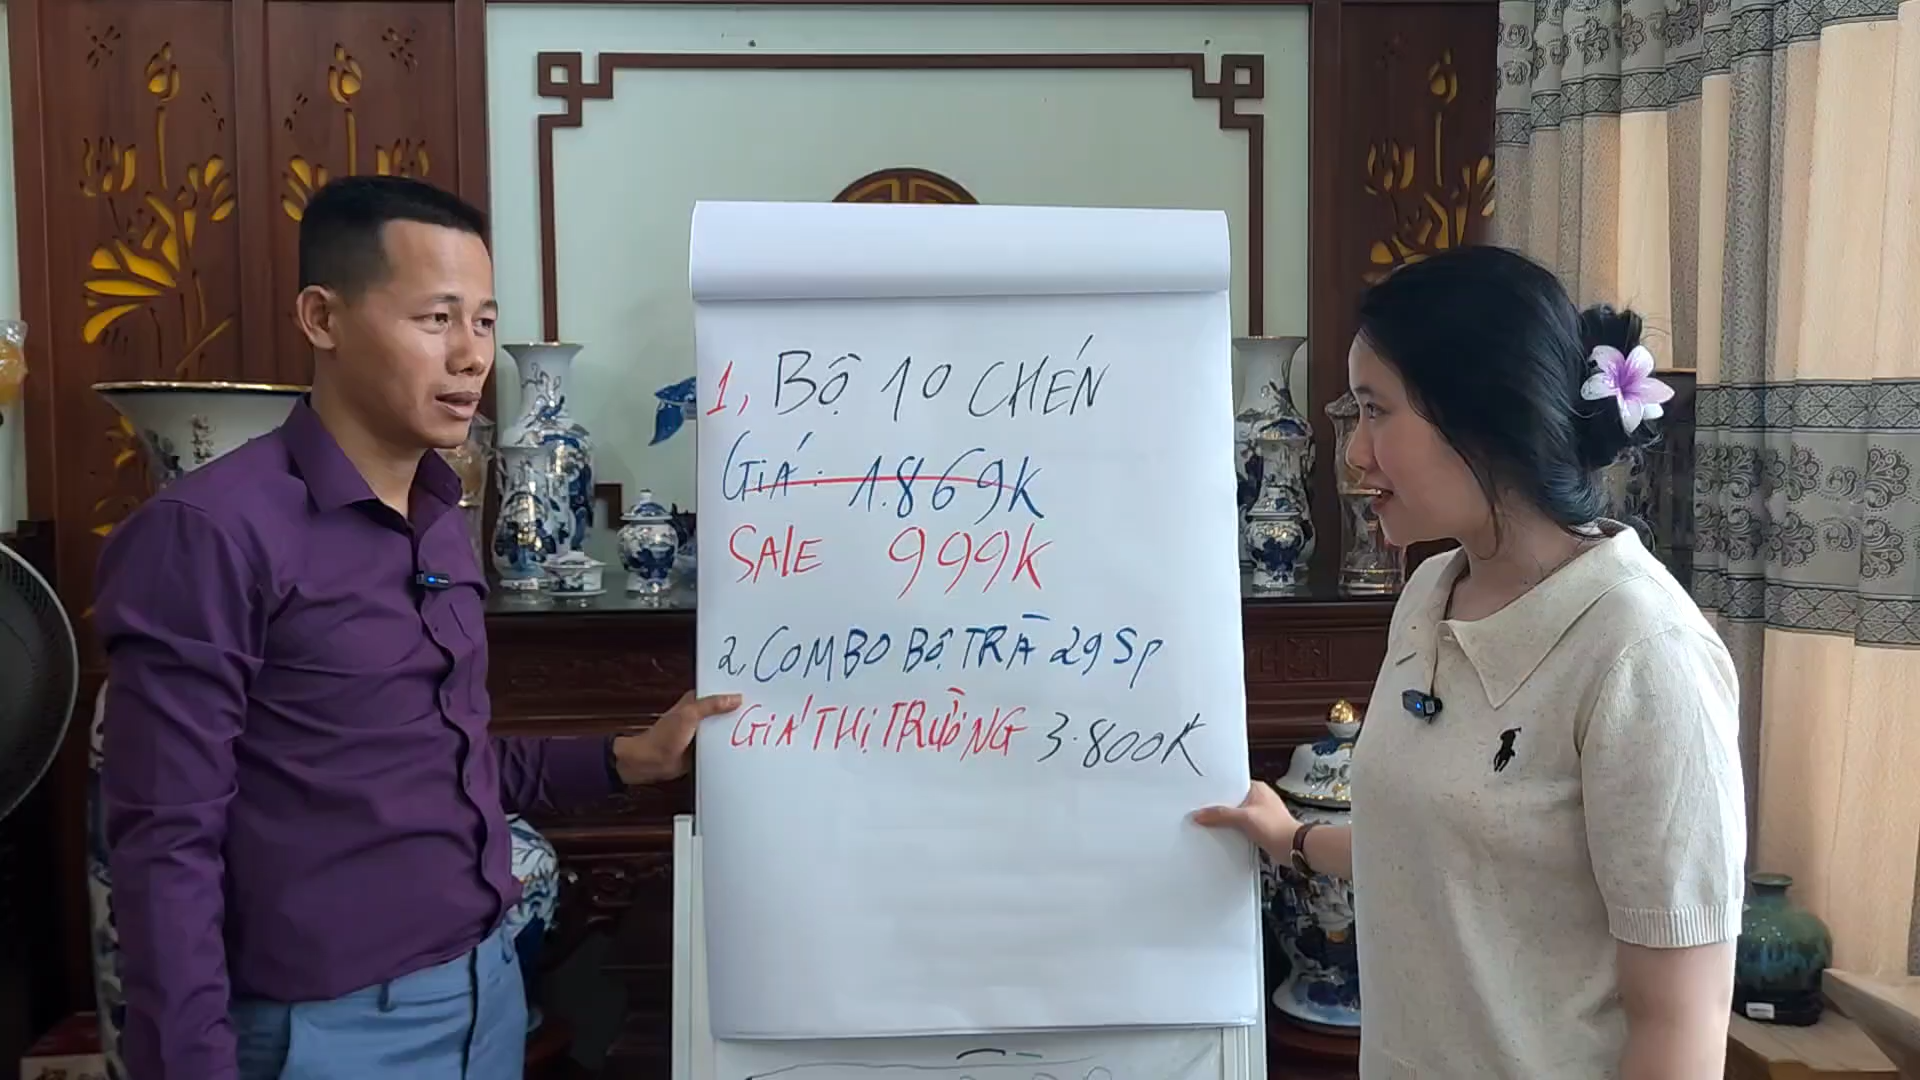 1, BỘ 10 CHÉN
GIÁ: 1.869K
SALE 999K
2, COMBO BỘ TRÀ 29 SP
GIÁ THỊ TRƯỜNG 3.800K